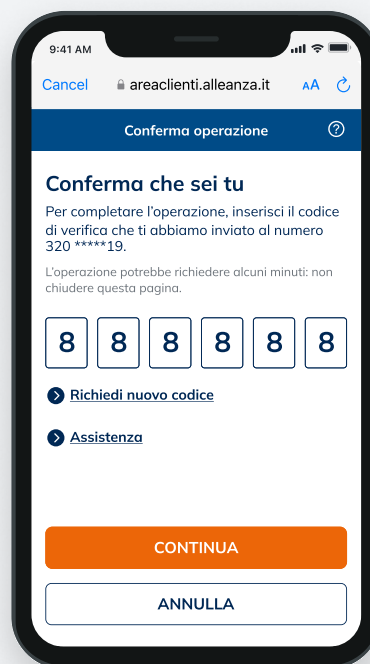 9:41 AM
Cancel areaclienti.alleanza.it AA
Conferma operazione ?
Conferma che sei tu
Per completare l'operazione, inserisci il codice
di verifica che ti abbiamo inviato al numero
320 *****19.
L'operazione potrebbe richiedere alcuni minuti: non
chiudere questa pagina.
8 8 8 8 8 8
Richiedi nuovo codice
Assistenza
CONTINUA
ANNULLA